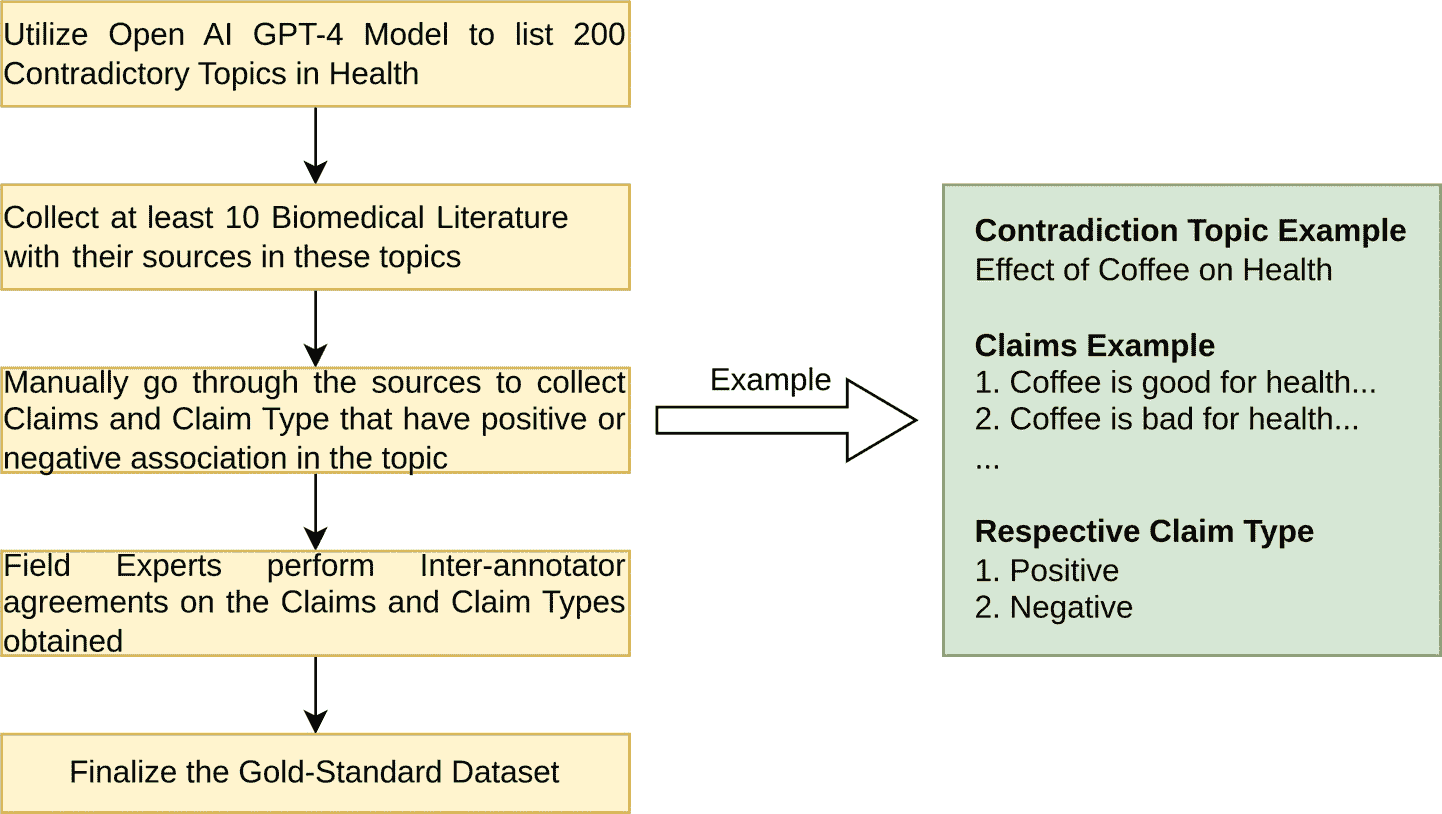 Utilize Open AI GPT-4 Model to list 200
Contradictory Topics in Health
Collect at least 10 Biomedical Literature
with their sources in these topics
Manually go through the sources to collect
Claims and Claim Type that have positive or
negative association in the topic
Field Experts perform Inter-annotator
agreements on the Claims and Claim Types
obtained
Finalize the Gold-Standard Dataset
Example
Contradiction Topic Example
Effect of Coffee on Health
Claims Example
1. Coffee is good for health...
2. Coffee is bad for health...
...
Respective Claim Type
1. Positive
2. Negative